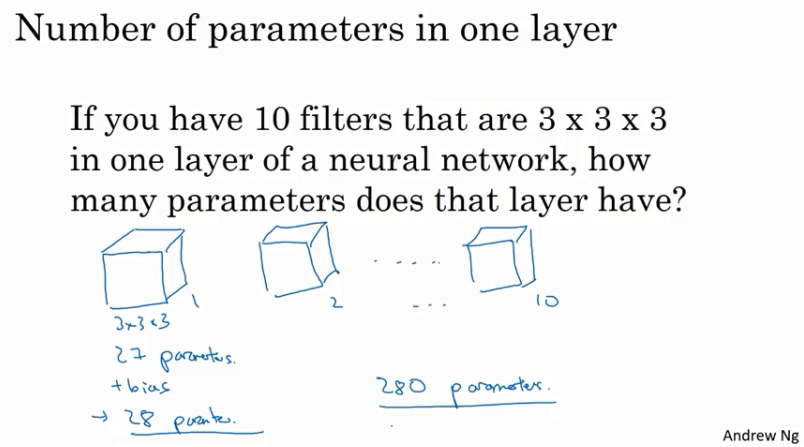 Number of parameters in one layer
If you have 10 filters that are 3 x 3 x 3
in one layer of a neural network, how
many parameters does that layer have?
1 2 10
3x3x3
27
+ bias
→ 28
280 parameters.
Andrew Ng